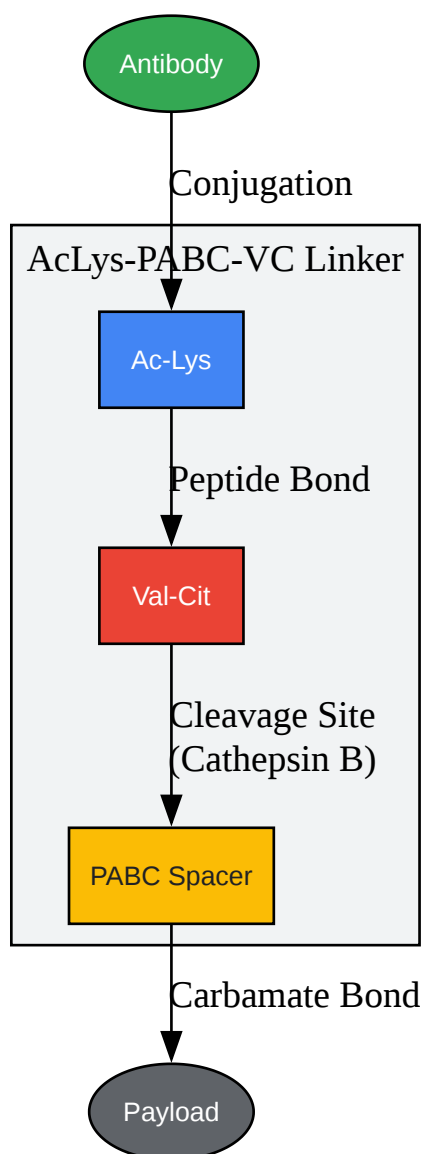 Antibody
Conjugation
AcLys-PABC-VC Linker
Ac-Lys
Peptide Bond
Val-Cit
Cleavage Site
(Cathepsin B)
PABC Spacer
Carbamate Bond
Payload